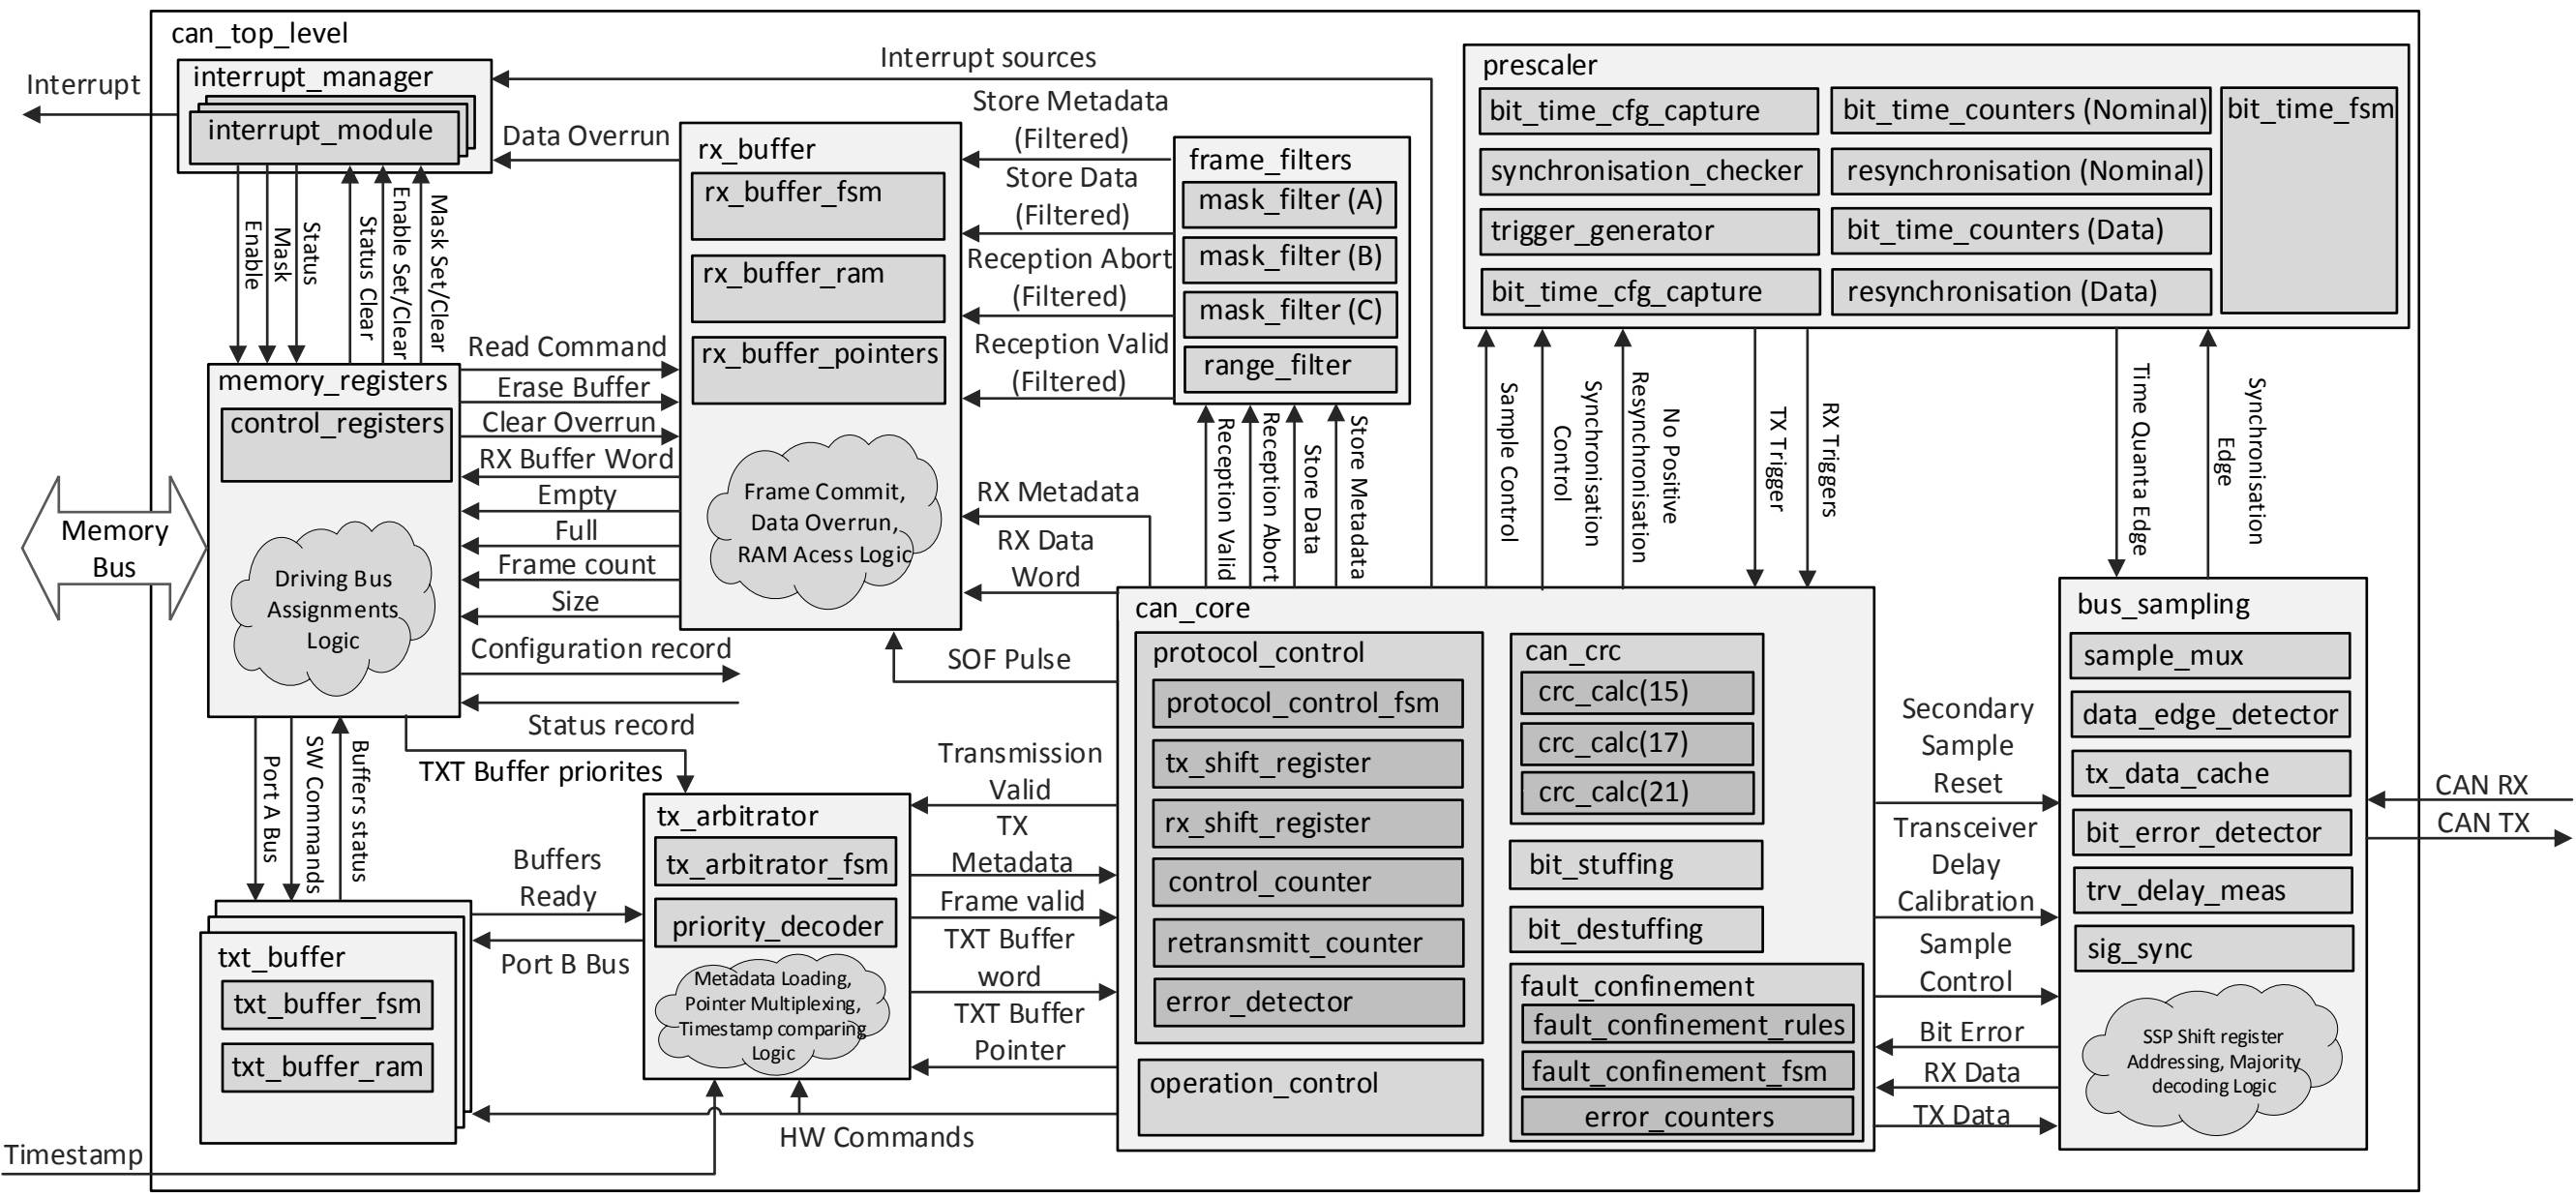 can_top_level
Interrupt
interrupt_manager
interrupt_module
Interrupt sources
Data Overrun
Enable
Mask
Status
Status Clear
Enable Set/Clear
Mask Set/Clear
memory_registers
control_registers
Driving Bus
Assignments
Logic
Memory
Bus
Read Command
Erase Buffer
Clear Overrun
RX Buffer Word
Empty
Full
Frame count
Size
Configuration record
Status record
TXT Buffer priorites
rx_buffer
rx_buffer_fsm
rx_buffer_ram
rx_buffer_pointers
Frame Commit,
Data Overrun,
RAM Acess Logic
Store Metadata
(Filtered)
Store Data
(Filtered)
Reception Abort
(Filtered)
Reception Valid
(Filtered)
frame_filters
mask_filter (A)
mask_filter (B)
mask_filter (C)
range_filter
RX Metadata
RX Data
Word
SOF Pulse
Reception Valid
Reception Abort
Store Data
Store Metadata
prescaler
bit_time_cfg_capture
synchronisation_checker
trigger_generator
bit_time_cfg_capture
bit_time_counters (Nominal)
resynchronisation (Nominal)
bit_time_counters (Data)
resynchronisation (Data)
bit_time_fsm
Sample Control
Synchronisation
Control
No Positive
Resynchronisation
TX Trigger
RX Triggers
Time Quanta Edge
Synchronisation
Edge
Port A Bus
SW Commands
Buffers status
txt_buffer
txt_buffer_fsm
txt_buffer_ram
Buffers
Ready
Port B Bus
tx_arbitrator
tx_arbitrator_fsm
priority_decoder
Metadata Loading,
Pointer Multiplexing,
Timestamp comparing
Logic
Transmission
Valid
TX
Metadata
Frame valid
TXT Buffer
word
TXT Buffer
Pointer
HW Commands
Timestamp
can_core
protocol_control
protocol_control_fsm
tx_shift_register
rx_shift_register
control_counter
retransmitt_counter
error_detector
operation_control
can_crc
crc_calc(15)
crc_calc(17)
crc_calc(21)
bit_stuffing
bit_destuffing
fault_confinement
fault_confinement_rules
fault_confinement_fsm
error_counters
Secondary
Sample
Reset
Transceiver
Delay
Calibration
Sample
Control
Bit Error
RX Data
TX Data
bus_sampling
sample_mux
data_edge_detector
tx_data_cache
bit_error_detector
trv_delay_meas
sig_sync
SSP Shift register
Addressing, Majority
decoding Logic
CAN RX
CAN TX